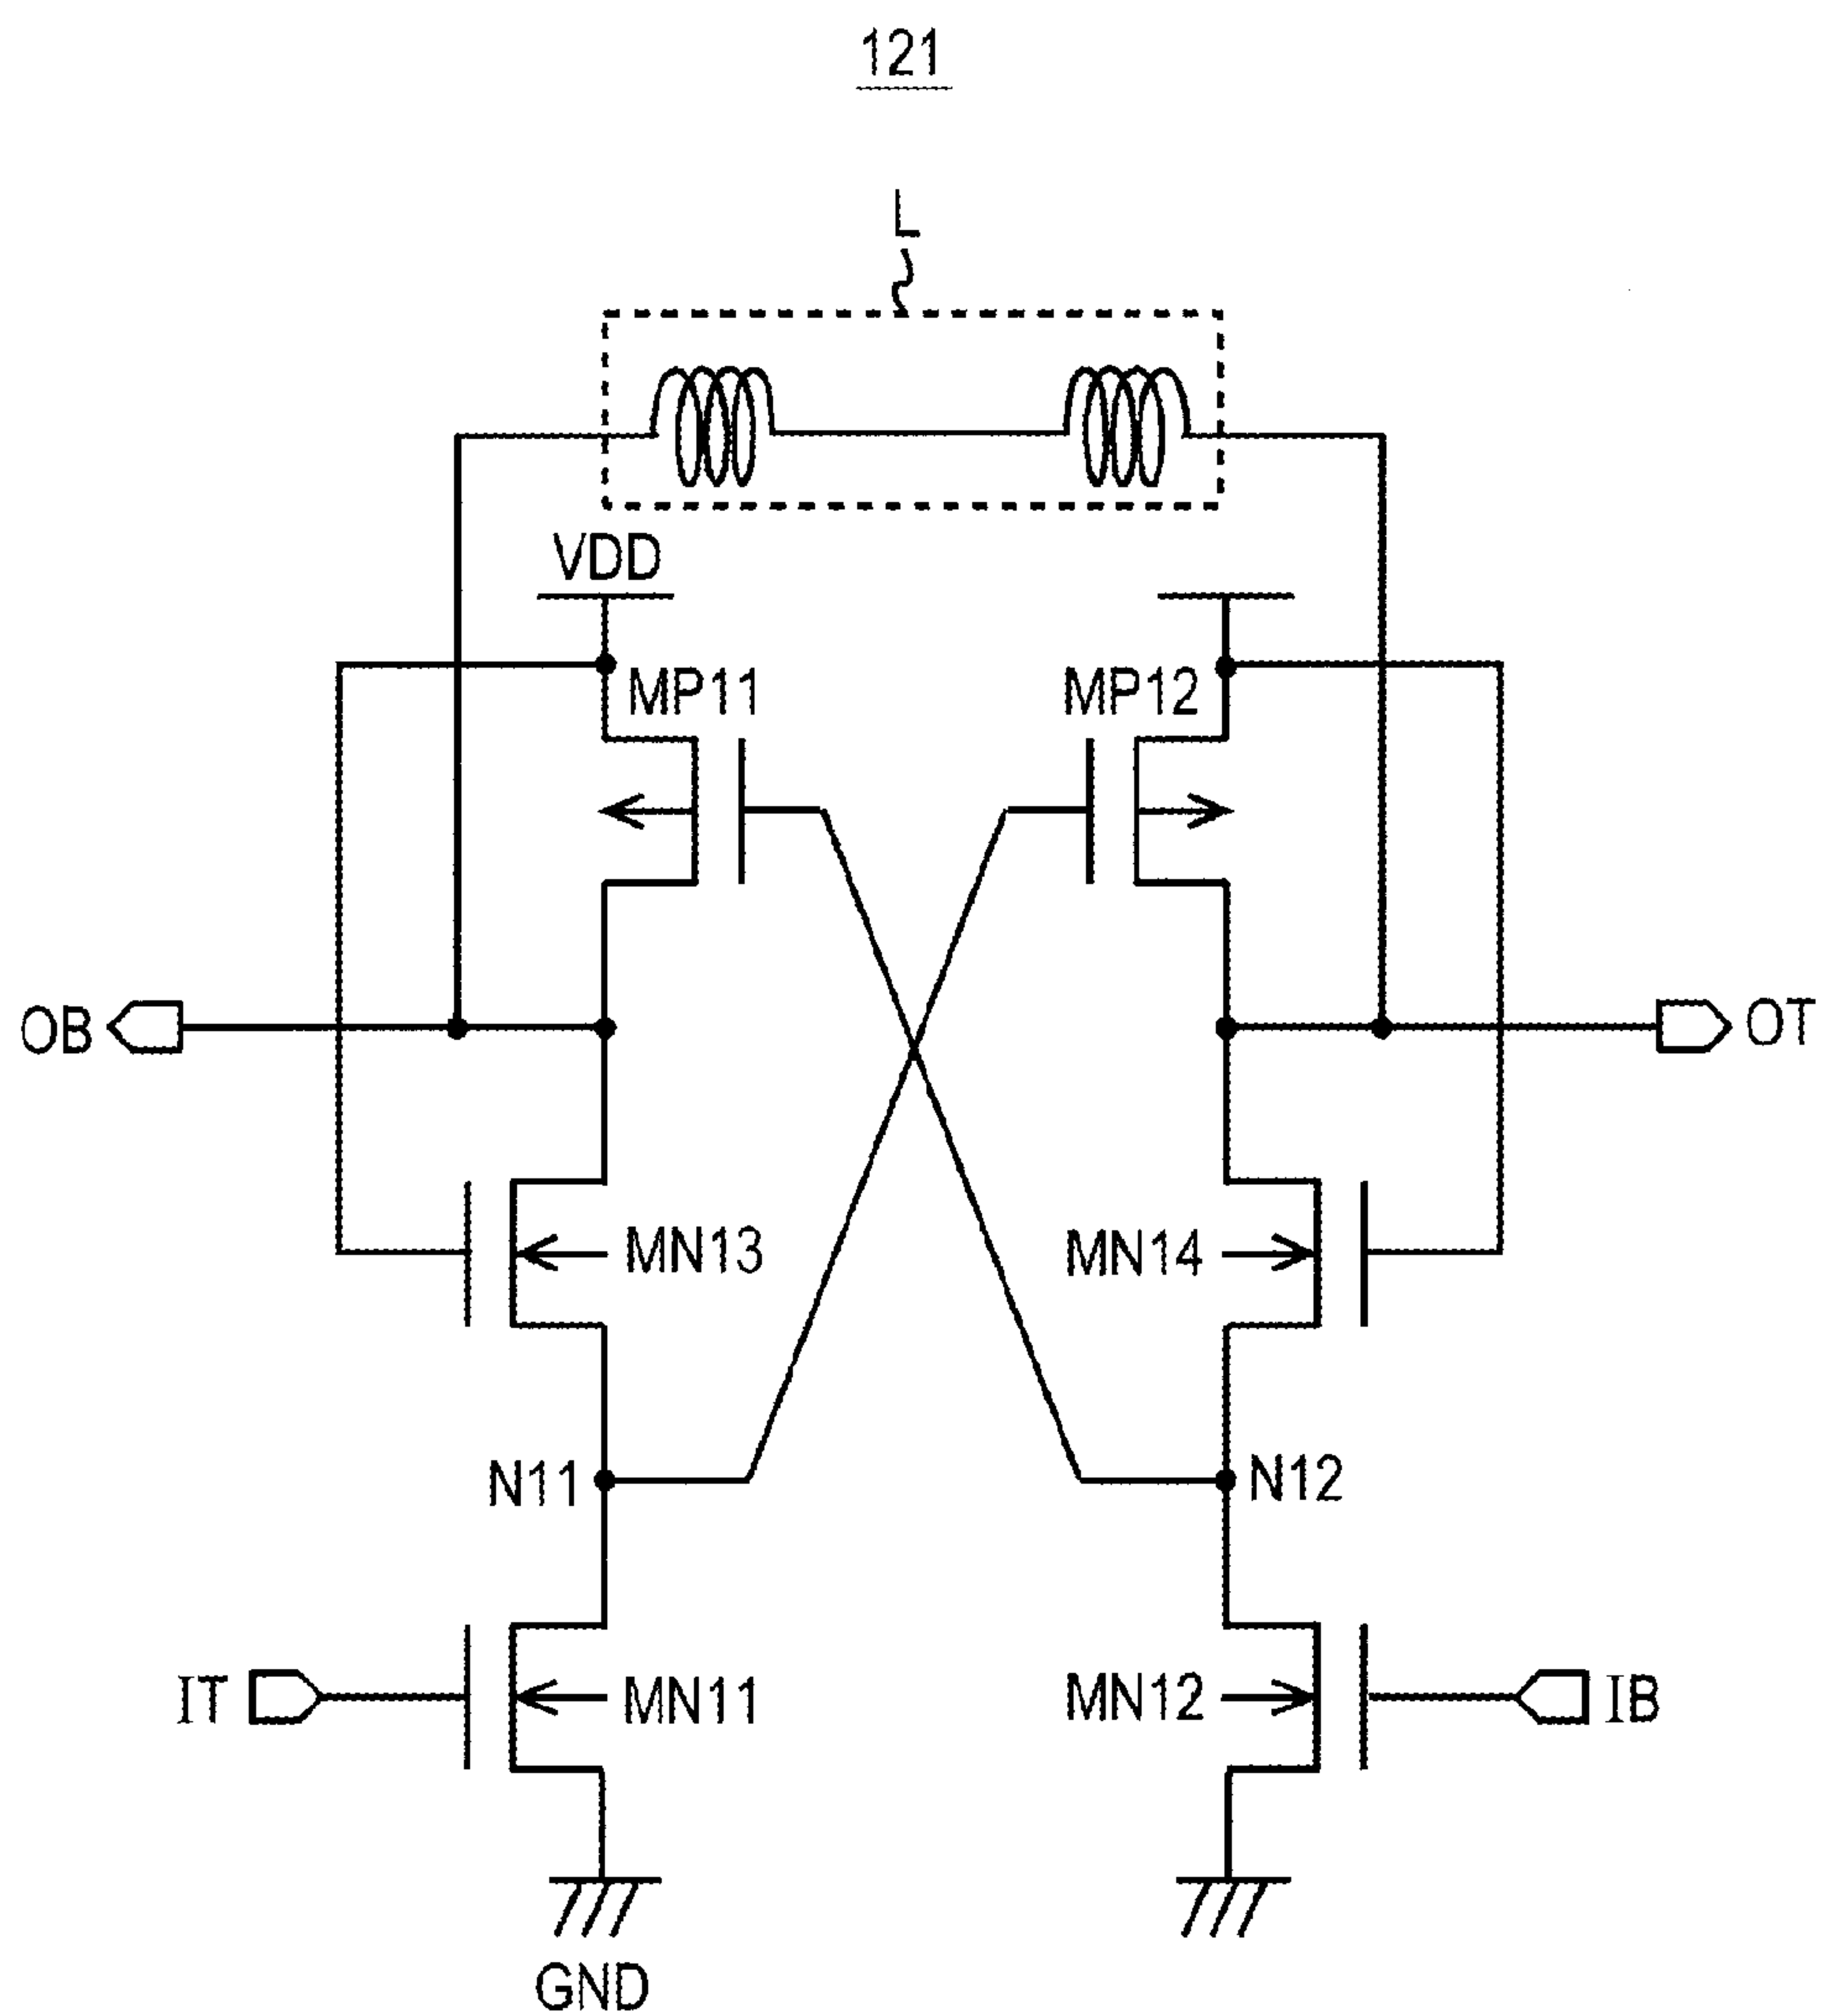 121
L
VDD
MP11 MP12
OB OT
MN13 MN14
N11 N12
IT MN11 MN12 IB
GND